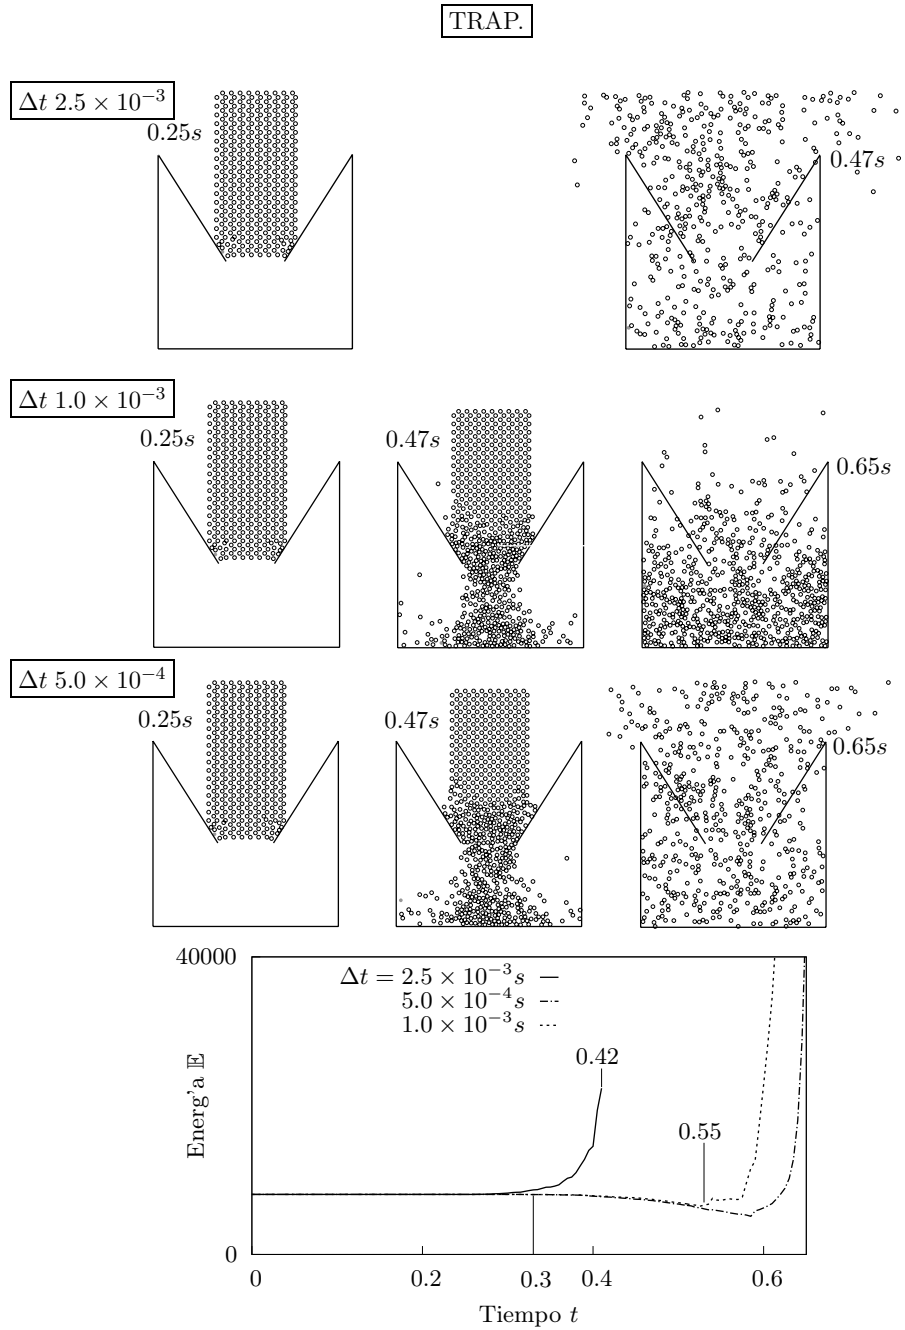 TRAP.
Δt 2.5 × 10⁻³
0.25s
0.47s
Δt 1.0 × 10⁻³
0.25s
0.47s
0.65s
Δt 5.0 × 10⁻⁴
0.25s
0.47s
0.65s
40000
Δt = 2.5 × 10⁻³s
5.0 × 10⁻⁴s
1.0 × 10⁻³s
0.42
Energ'a 𝔼
0.55
0
0 0.2 0.3 0.4 0.6
Tiempo t